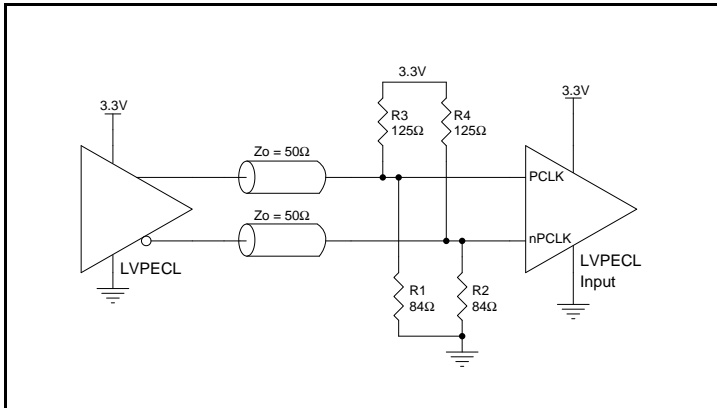 3.3V
3.3V
3.3V
R3
125Ω
R4
125Ω
Zo = 50Ω
PCLK
Zo = 50Ω
nPCLK
LVPECL
LVPECL
Input
R1
84Ω
R2
84Ω